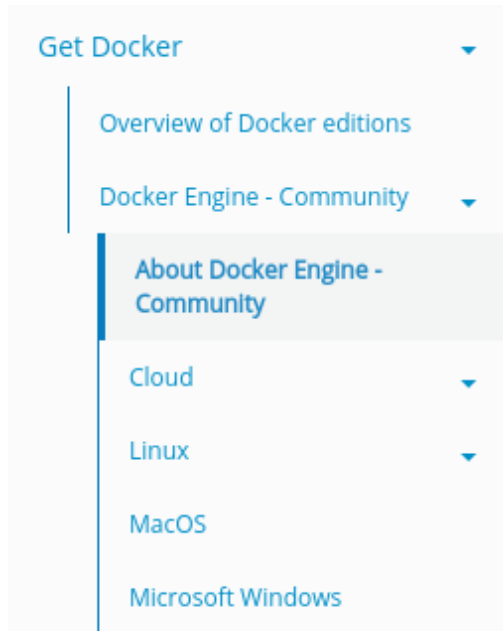 Get Docker
Overview of Docker editions
Docker Engine - Community
About Docker Engine -
Community
Cloud
Linux
MacOS
Microsoft Windows